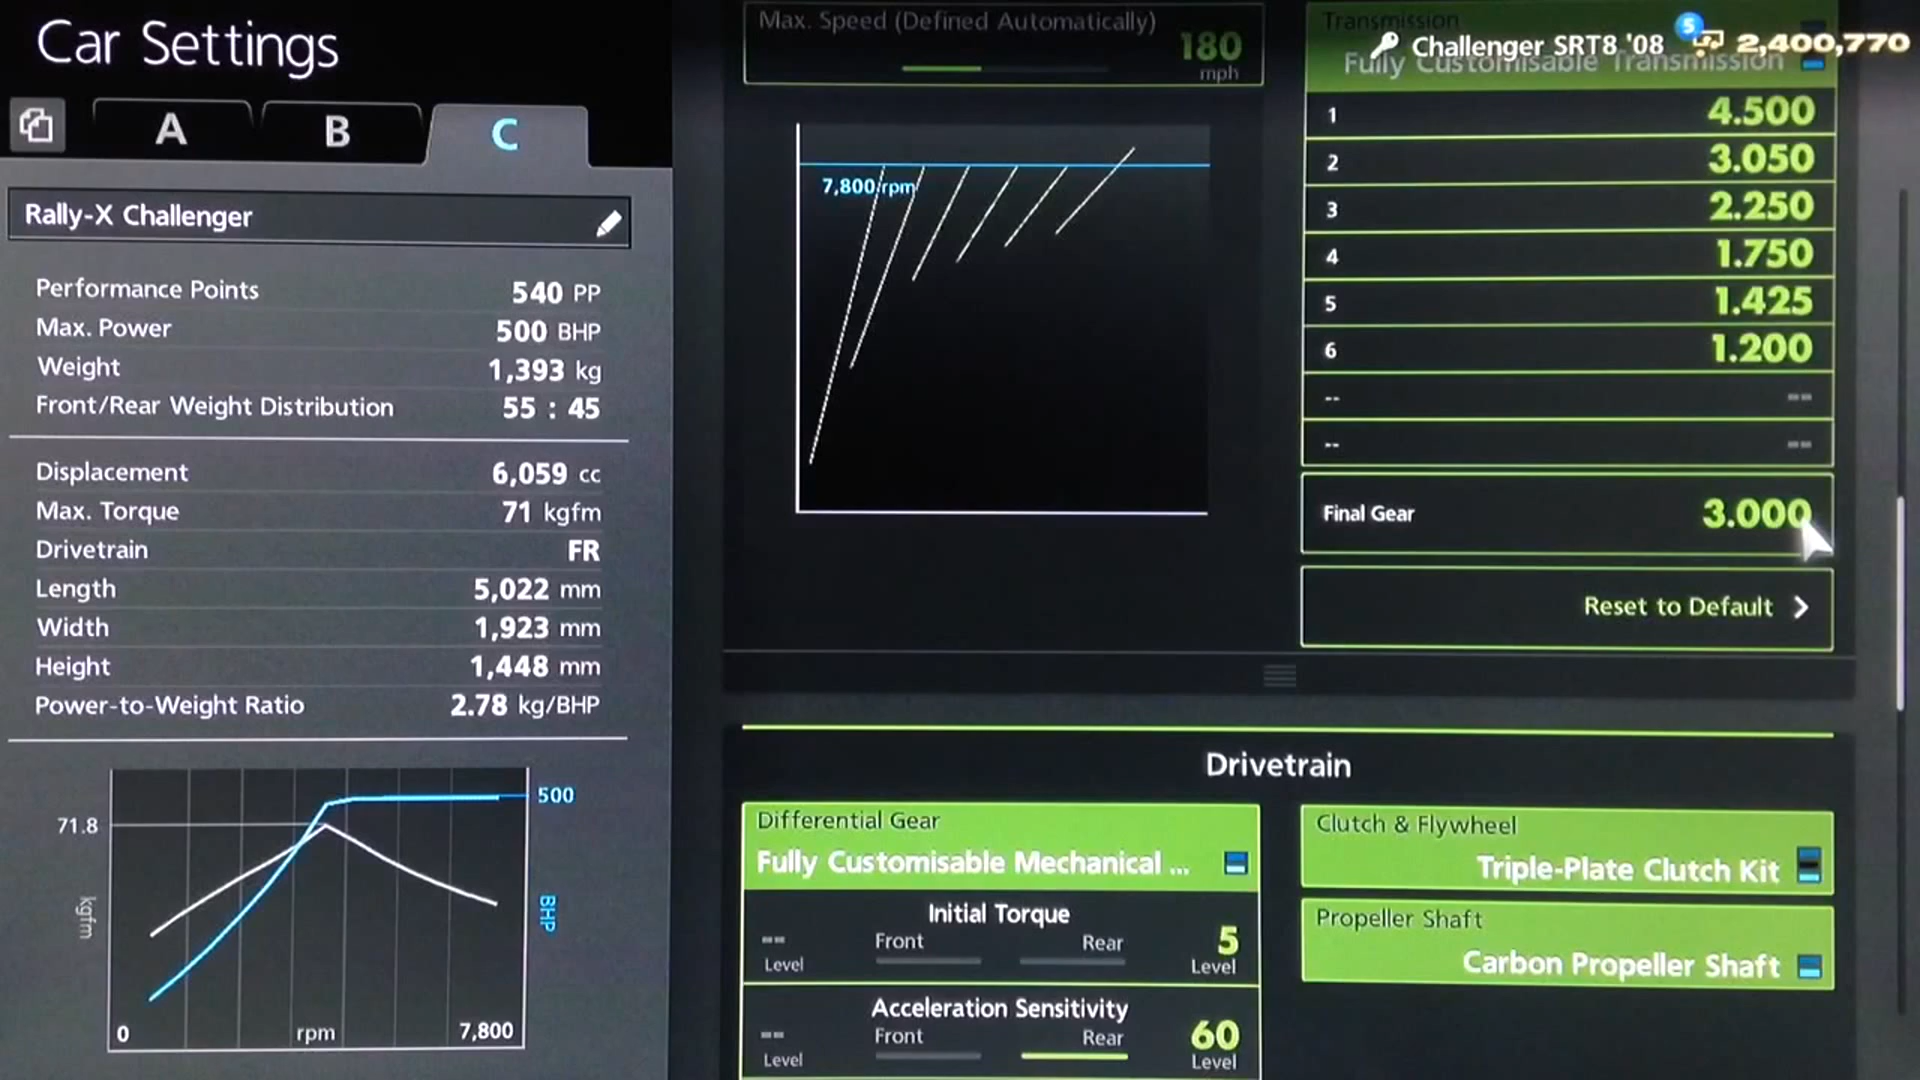 Car Settings
A
B
C
Rally-X Challenger
Performance Points 540 PP
Max. Power 500 BHP
Weight 1,393 kg
Front/Rear Weight Distribution 55 : 45
Displacement 6,059 cc
Max. Torque 71 kgfm
Drivetrain FR
Length 5,022 mm
Width 1,923 mm
Height 1,448 mm
Power-to-Weight Ratio 2.78 kg/BHP
500
71.8
kgfm
BHP
0 rpm 7,800
Max. Speed (Defined Automatically)
180
mph
7,800 rpm
Transmission
Challenger SRT8 '08 5 2,400,770
Fully Customisable Transmission
1 4.500
2 3.050
3 2.250
4 1.750
5 1.425
6 1.200
-- --
-- --
Final Gear 3.000
Reset to Default
Drivetrain
Differential Gear
Fully Customisable Mechanical ...
Initial Torque
-- Front Rear 5
Level Level
Acceleration Sensitivity
-- Front Rear 60
Level Level
Clutch & Flywheel
Triple-Plate Clutch Kit
Propeller Shaft
Carbon Propeller Shaft